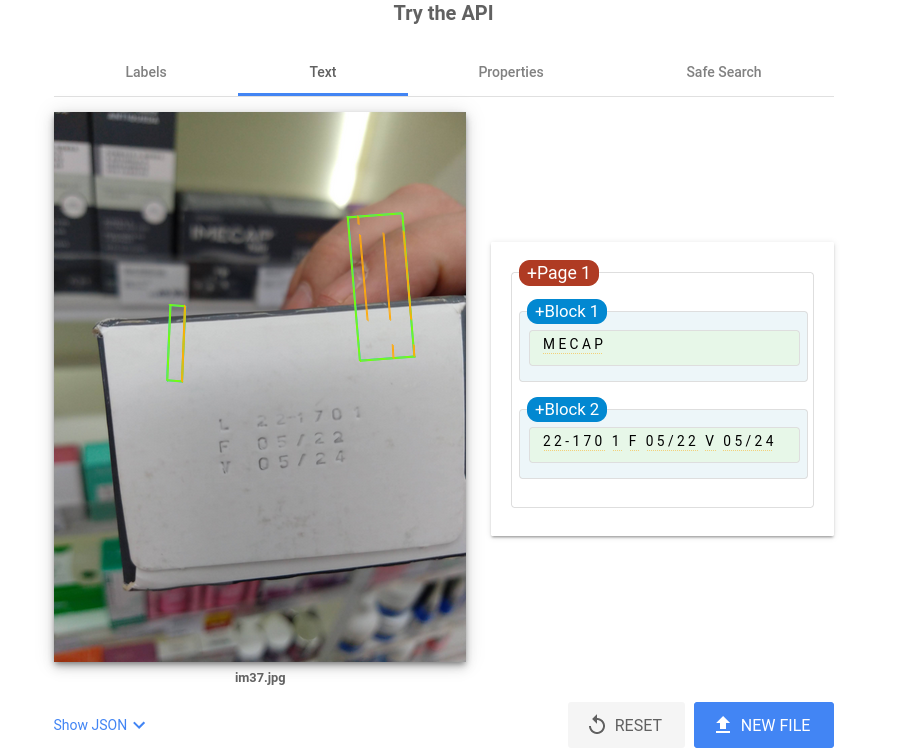 Try the API
Labels
Text
Properties
Safe Search
IMECAP
L 22-1701
F 05/22
V 05/24
+Page 1
+Block 1
MECAP
+Block 2
22-170 1 F 05/22 V 05/24
im37.jpg
Show JSON
RESET
NEW FILE